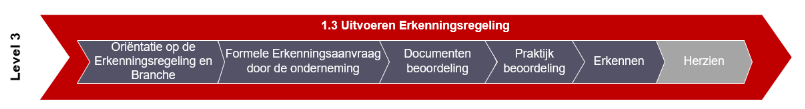 Level 3
1.3 Uitvoeren Erkenningsregeling
Oriëntatie op de
Erkenningsregeling en
Branche
Formele Erkenningsaanvraag
door de onderneming
Documenten
beoordeling
Praktijk
beoordeling
Erkennen
Herzien